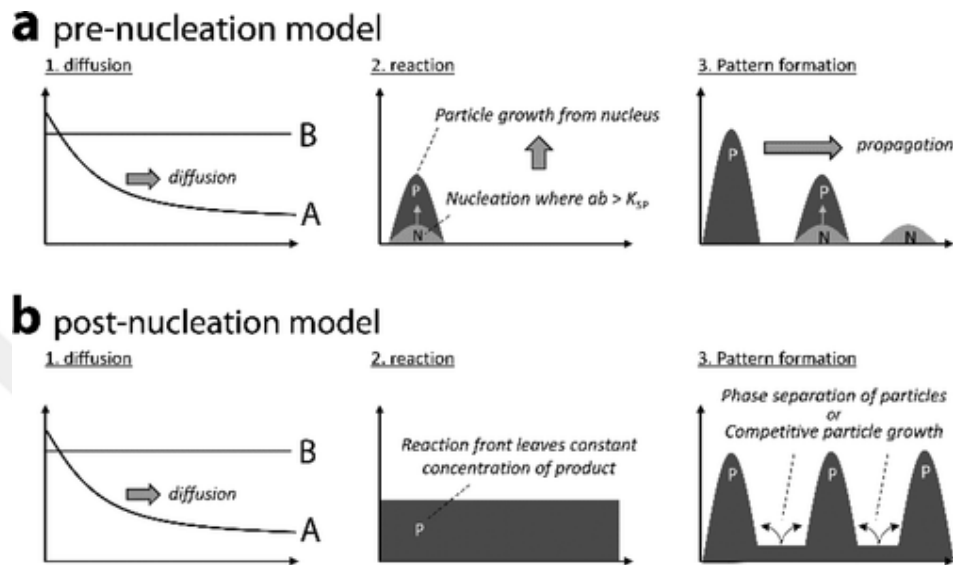 a pre-nucleation model
1. diffusion
B
diffusion
A
2. reaction
Particle growth from nucleus
P
Nucleation where ab > KSP
N
3. Pattern formation
P
propagation
P
N
N
b post-nucleation model
1. diffusion
B
diffusion
A
2. reaction
Reaction front leaves constant
concentration of product
P
3. Pattern formation
Phase separation of particles
or
Competitive particle growth
P
P
P